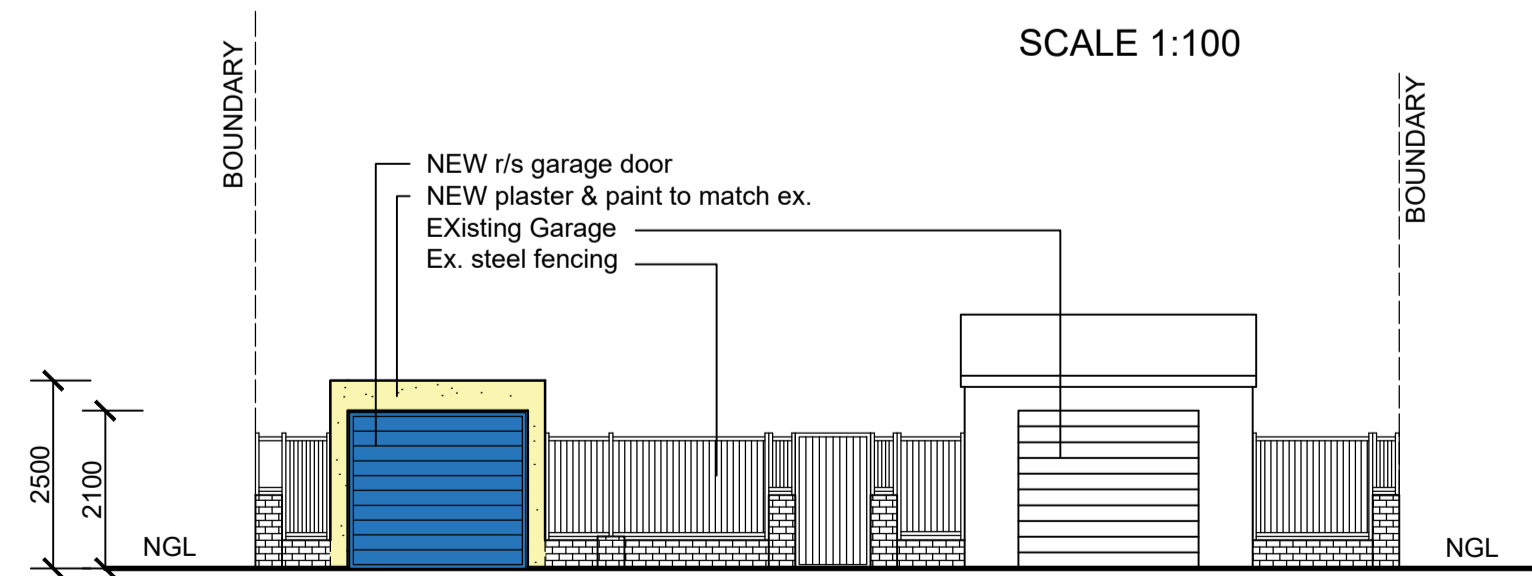 SCALE 1:100
BOUNDARY
BOUNDARY
NEW r/s garage door
NEW plaster & paint to match ex.
EXisting Garage
Ex. steel fencing
2500
2100
NGL
NGL